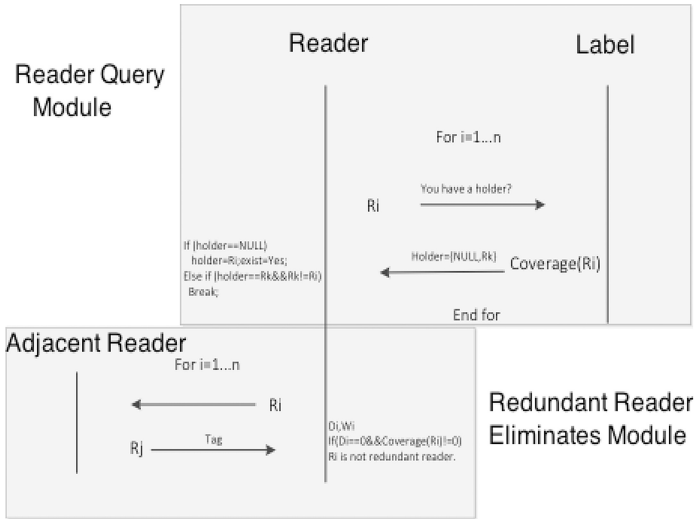 Reader
Label
Reader Query
Module
For i=1...n
You have a holder?
Ri
If (holder==NULL)
holder=Ri;exist=Yes;
Else if (holder==Rk&&Rk!=Ri)
Break;
Holder={NULL,Rk}
Coverage(Ri)
End for
Adjacent Reader
For i=1...n
Ri
Rj
Tag
Di,Wi
If(Di==0&&Coverage(Ri)!=0)
Ri is not redundant reader.
Redundant Reader
Eliminates Module